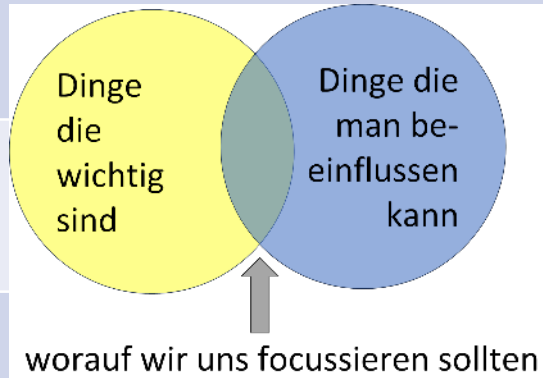 Dinge
die
wichtig
sind
Dinge die
man be-
einflussen
kann
worauf wir uns focussieren sollten